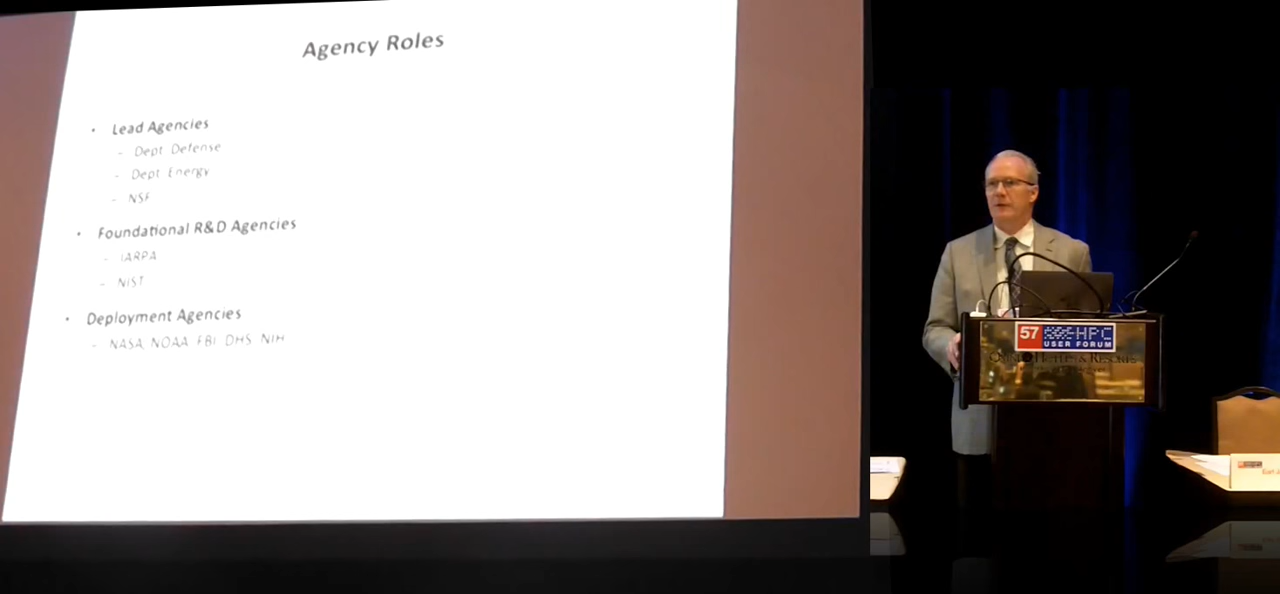 Agency Roles
• Lead Agencies
– Dept Defense
– Dept Energy
– NSF
• Foundational R&D Agencies
– IARPA
– NIST
• Deployment Agencies
– NASA, NOAA, FBI, DHS, NIH
57 HPC
USER FORUM